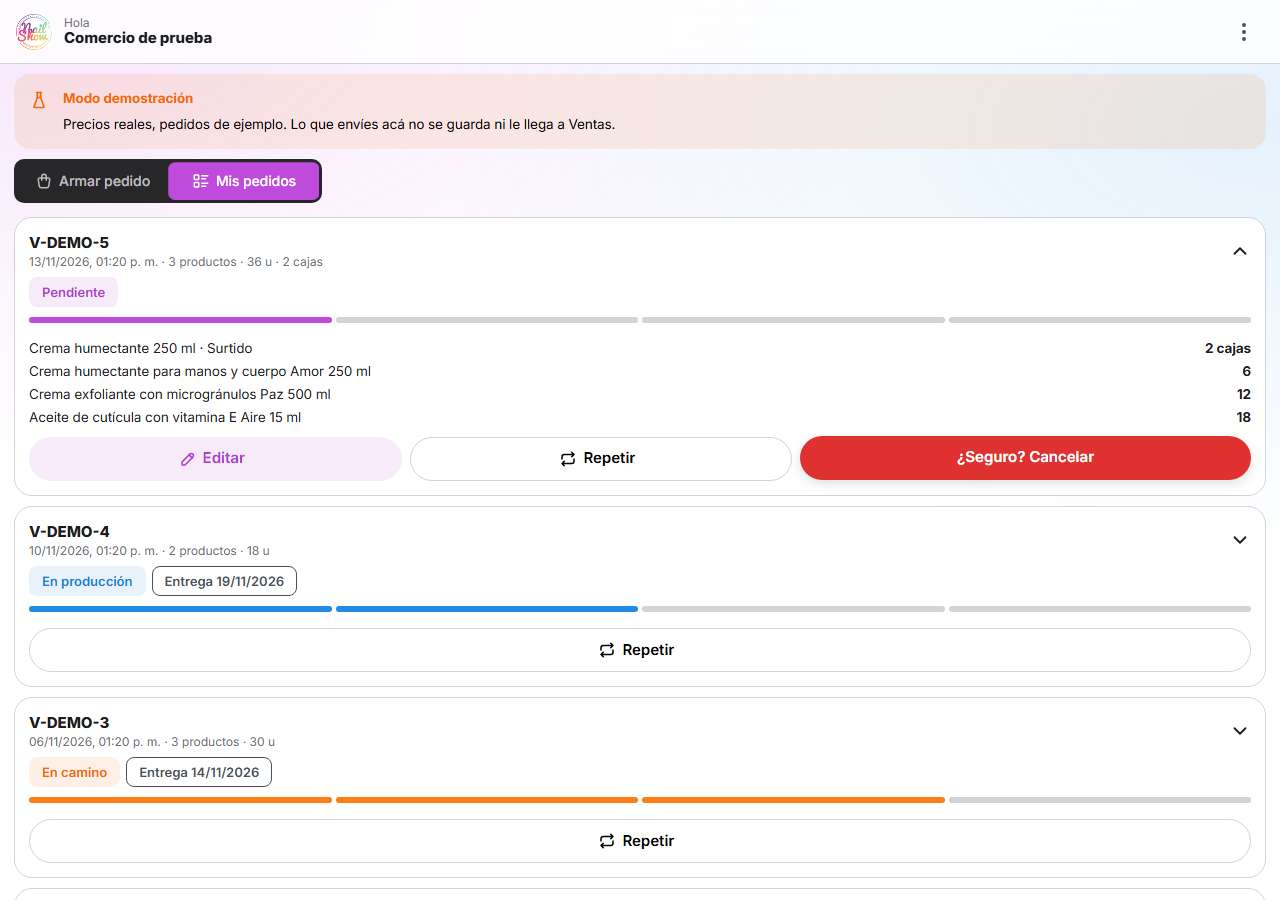 Nail Show
Hola
Comercio de prueba
Modo demostración
Precios reales, pedidos de ejemplo. Lo que envíes acá no se guarda ni le llega a Ventas.
Armar pedido
Mis pedidos
V-DEMO-5
13/11/2026, 01:20 p. m. · 3 productos · 36 u · 2 cajas
Pendiente
Crema humectante 250 ml · Surtido 2 cajas
Crema humectante para manos y cuerpo Amor 250 ml 6
Crema exfoliante con microgránulos Paz 500 ml 12
Aceite de cutícula con vitamina E Aire 15 ml 18
Editar Repetir ¿Seguro? Cancelar
V-DEMO-4
10/11/2026, 01:20 p. m. · 2 productos · 18 u
En producción Entrega 19/11/2026
Repetir
V-DEMO-3
06/11/2026, 01:20 p. m. · 3 productos · 30 u
En camino Entrega 14/11/2026
Repetir